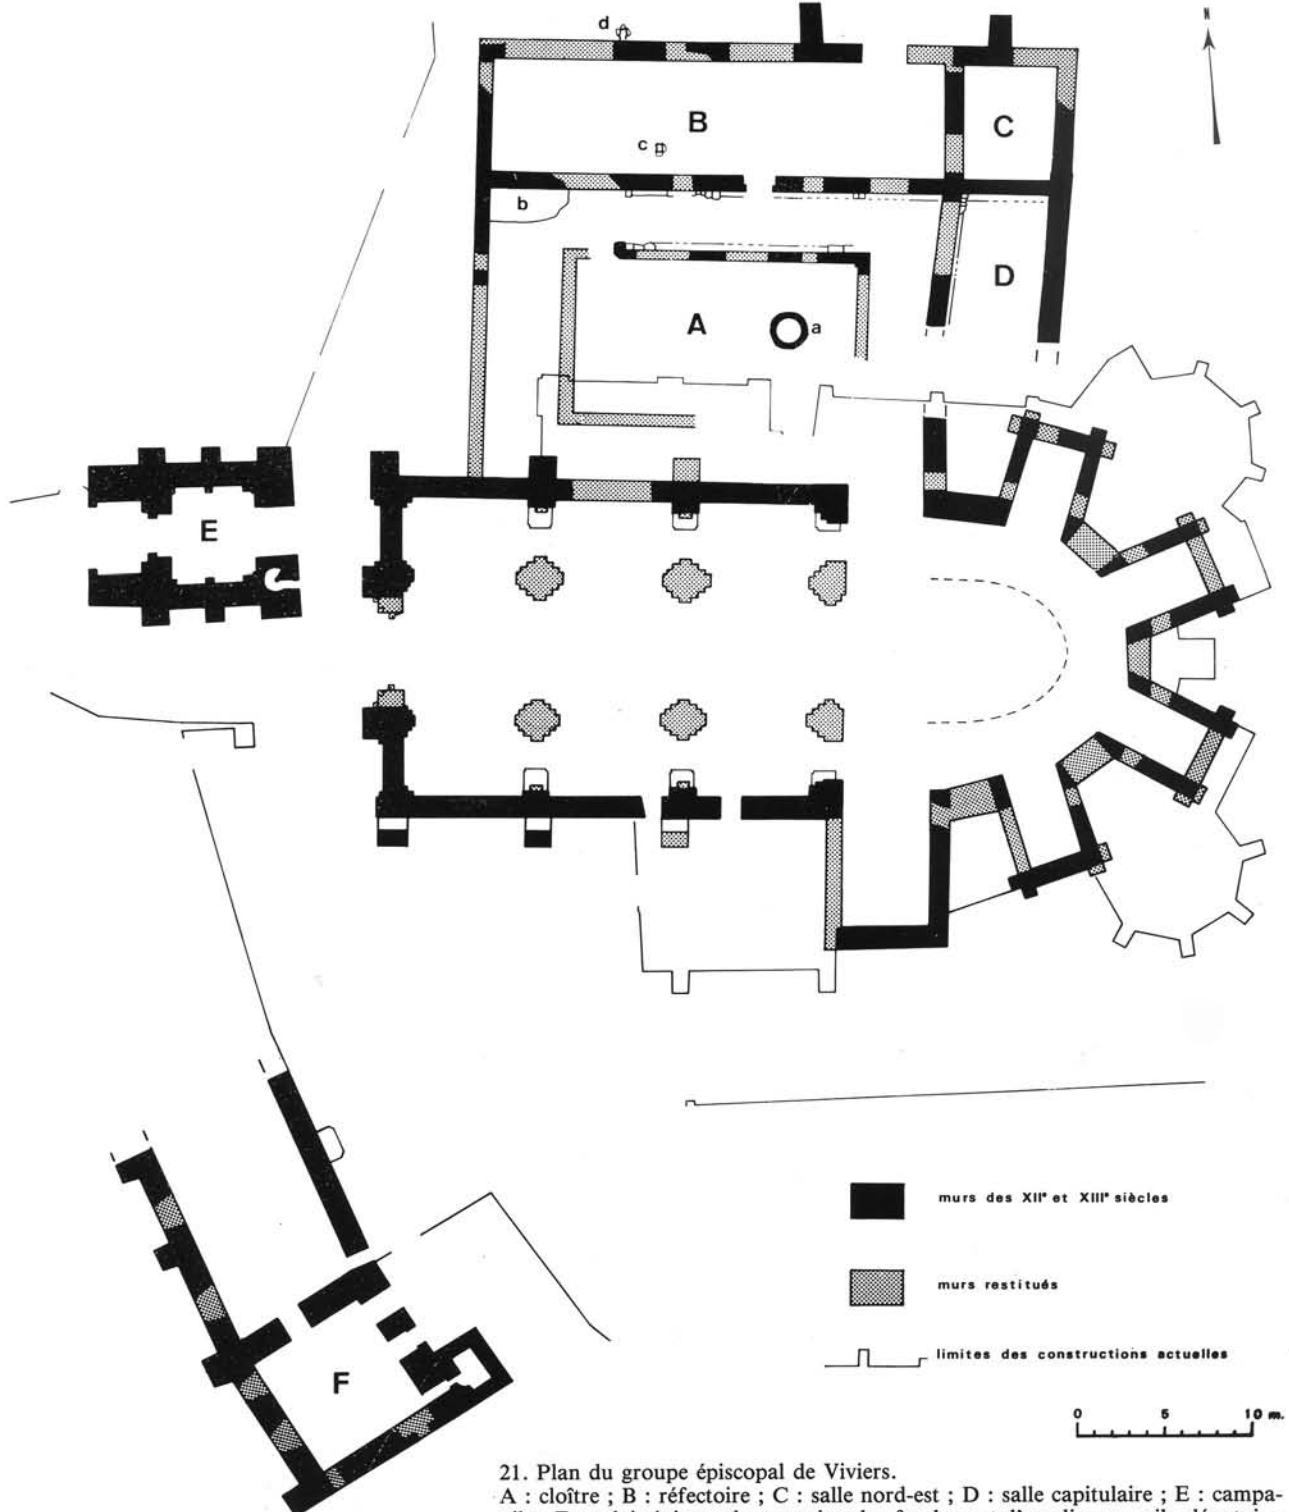 N
d
B
C
c
b
D
A
a
E
murs des XIIe et XIIIe siècles
murs restitués
limites des constructions actuelles
F
0 5 10 m.
21. Plan du groupe épiscopal de Viviers.
A : cloître ; B : réfectoire ; C : salle nord-est ; D : salle capitulaire ; E : campa-